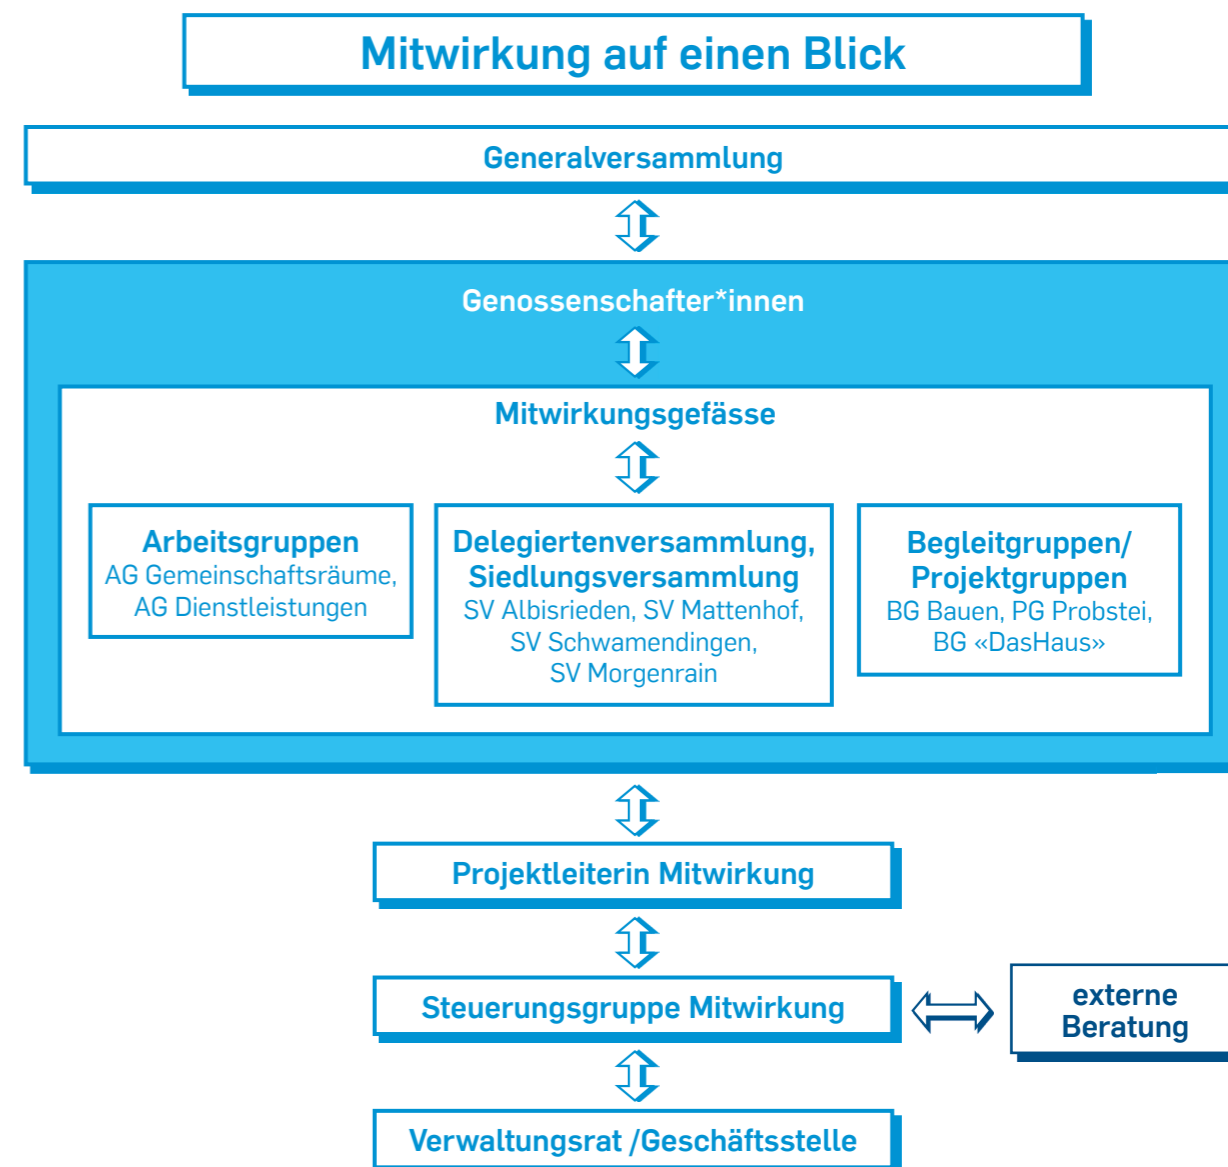 Mitwirkung auf einen Blick
Generalversammlung
Genossenschafter*innen
Mitwirkungsgefässe
Arbeitsgruppen
AG Gemeinschaftsräume,
AG Dienstleistungen
Delegiertenversammlung,
Siedlungsversammlung
SV Albisrieden, SV Mattenhof,
SV Schwamendingen,
SV Morgenrain
Begleitgruppen/
Projektgruppen
BG Bauen, PG Probstei,
BG «DasHaus»
Projektleiterin Mitwirkung
Steuerungsgruppe Mitwirkung
externe
Beratung
Verwaltungsrat /Geschäftsstelle